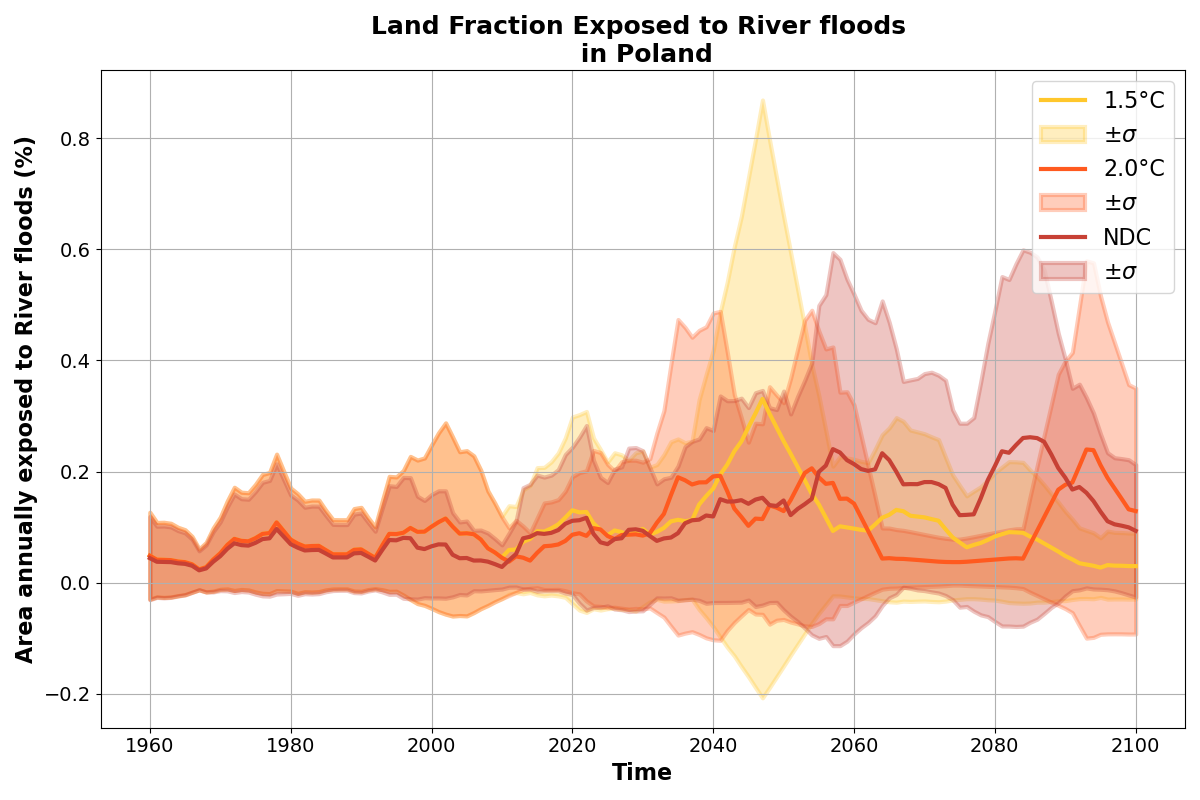 Land Fraction Exposed to River floods
in Poland
Area annually exposed to River floods (%)
0.8
0.6
0.4
0.2
0.0
−0.2
1960
1980
2000
2020
2040
2060
2080
2100
Time
1.5°C
±σ
2.0°C
±σ
NDC
±σ